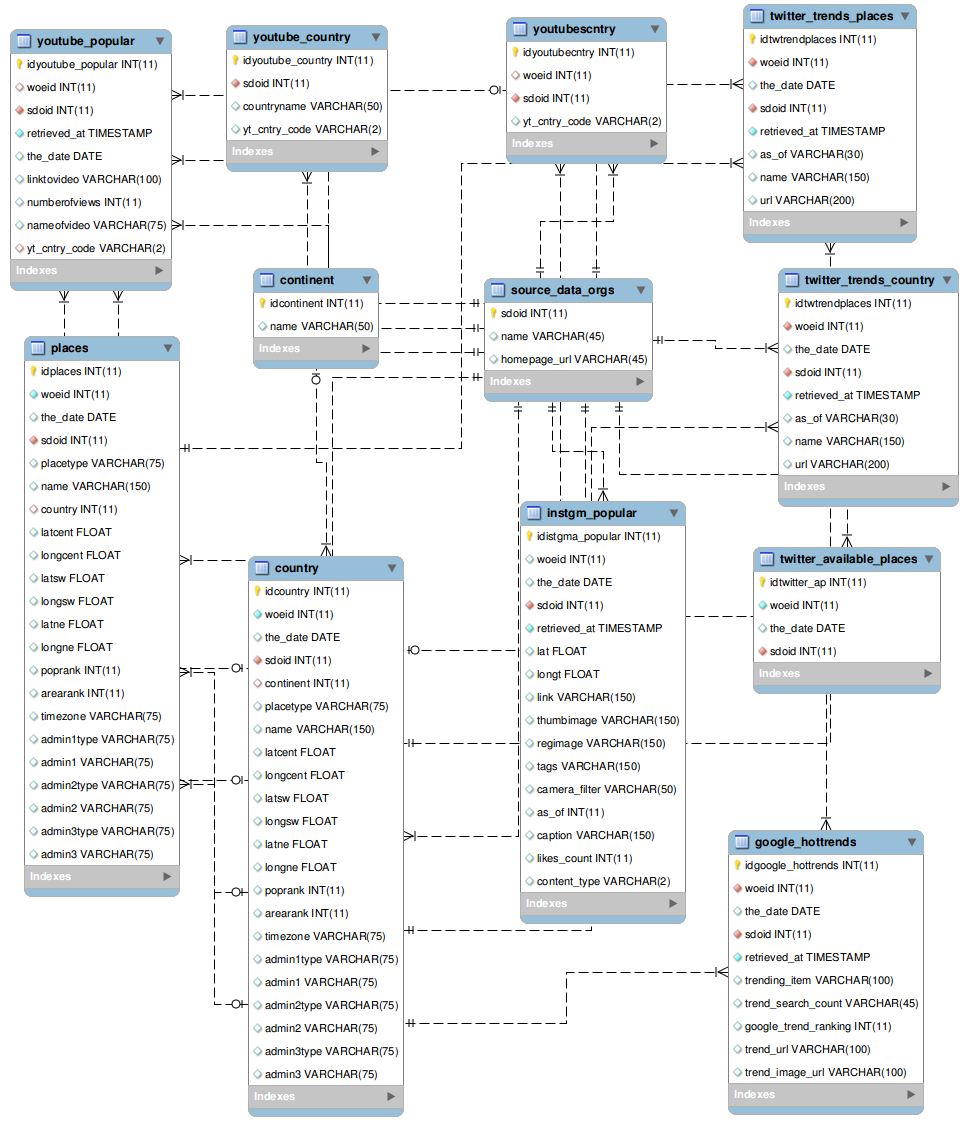 youtube_popular
idyoutube_popular INT(11)
woeid INT(11)
sdoid INT(11)
retrieved_at TIMESTAMP
the_date DATE
linktovideo VARCHAR(100)
numberofviews INT(11)
nameofvideo VARCHAR(75)
yt_cntry_code VARCHAR(2)
Indexes
youtube_country
idyoutube_country INT(11)
sdoid INT(11)
countryname VARCHAR(50)
yt_cntry_code VARCHAR(2)
Indexes
youtubescntry
idyoutubecntry INT(11)
woeid INT(11)
sdoid INT(11)
yt_cntry_code VARCHAR(2)
Indexes
twitter_trends_places
idtwtrendplaces INT(11)
woeid INT(11)
the_date DATE
sdoid INT(11)
retrieved_at TIMESTAMP
as_of VARCHAR(30)
name VARCHAR(150)
url VARCHAR(200)
Indexes
continent
idcontinent INT(11)
name VARCHAR(50)
Indexes
source_data_orgs
sdoid INT(11)
name VARCHAR(45)
homepage_url VARCHAR(45)
Indexes
twitter_trends_country
idtwtrendplaces INT(11)
woeid INT(11)
the_date DATE
sdoid INT(11)
retrieved_at TIMESTAMP
as_of VARCHAR(30)
name VARCHAR(150)
url VARCHAR(200)
Indexes
places
idplaces INT(11)
woeid INT(11)
the_date DATE
sdoid INT(11)
placetype VARCHAR(75)
name VARCHAR(150)
country INT(11)
latcent FLOAT
longcent FLOAT
latsw FLOAT
longsw FLOAT
latne FLOAT
longne FLOAT
poprank INT(11)
arearank INT(11)
timezone VARCHAR(75)
admin1type VARCHAR(75)
admin1 VARCHAR(75)
admin2type VARCHAR(75)
admin2 VARCHAR(75)
admin3type VARCHAR(75)
admin3 VARCHAR(75)
Indexes
country
idcountry INT(11)
woeid INT(11)
the_date DATE
sdoid INT(11)
continent INT(11)
placetype VARCHAR(75)
name VARCHAR(150)
latcent FLOAT
longcent FLOAT
latsw FLOAT
longsw FLOAT
latne FLOAT
longne FLOAT
poprank INT(11)
arearank INT(11)
timezone VARCHAR(75)
admin1type VARCHAR(75)
admin1 VARCHAR(75)
admin2type VARCHAR(75)
admin2 VARCHAR(75)
admin3type VARCHAR(75)
admin3 VARCHAR(75)
Indexes
instgm_popular
idistgma_popular INT(11)
woeid INT(11)
the_date DATE
sdoid INT(11)
retrieved_at TIMESTAMP
lat FLOAT
longt FLOAT
link VARCHAR(150)
thumbimage VARCHAR(150)
regimage VARCHAR(150)
tags VARCHAR(150)
camera_filter VARCHAR(50)
as_of INT(11)
caption VARCHAR(150)
likes_count INT(11)
content_type VARCHAR(2)
Indexes
twitter_available_places
idtwitter_ap INT(11)
woeid INT(11)
the_date DATE
sdoid INT(11)
Indexes
google_hottrends
idgoogle_hottrends INT(11)
woeid INT(11)
the_date DATE
sdoid INT(11)
retrieved_at TIMESTAMP
trending_item VARCHAR(100)
trend_search_count VARCHAR(45)
google_trend_ranking INT(11)
trend_url VARCHAR(100)
trend_image_url VARCHAR(100)
Indexes